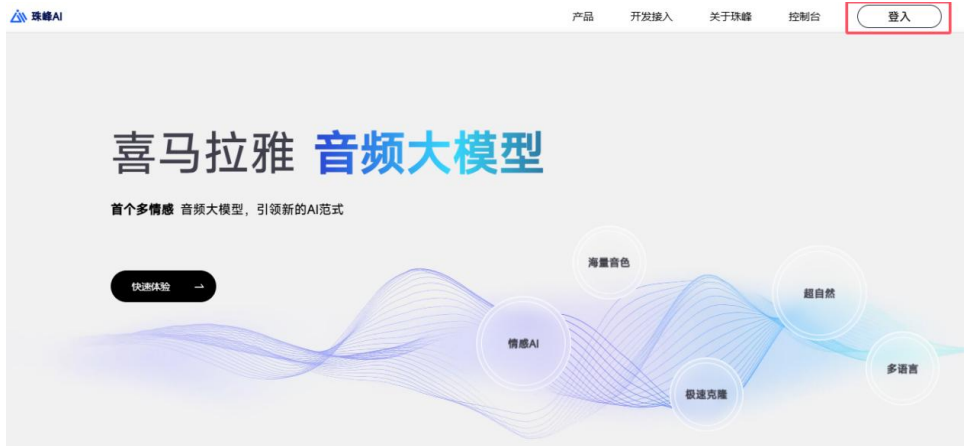 珠峰AI 产品 开发接入 关于珠峰 控制台 登入
喜马拉雅 音频大模型
首个多情感 音频大模型，引领新的AI范式
海量音色
快速体验 →
超自然
情感AI
多语言
极速克隆